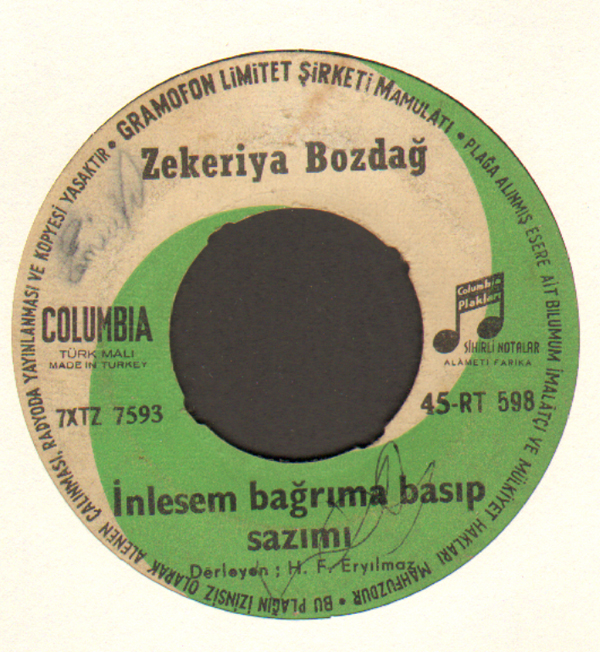 GRAMOFON LİMİTET ŞİRKETİ MAMULATI • PLAĞA ALINMIŞ ESERE AİT BİLUMUM İMALÂTÇI VE MÜLKİYET HAKLARI MAHFUZDUR • BU PLAĞIN İZİNSİZ OLARAK ALENEN ÇALINMASI, RADYODA YAYINLANMASI VE KOPYESİ YASAKTIR •
Zekeriya Bozdağ
Columbia
Plakları
COLUMBIA
TÜRK MALI
MADE IN TURKEY
SİHİRLİ NOTALAR
ALÂMETİ FARİKA
7XTZ 7593
45-RT 598
İnlesem bağrıma basıp
sazımı
Derleyen ; H. F. Eryılmaz